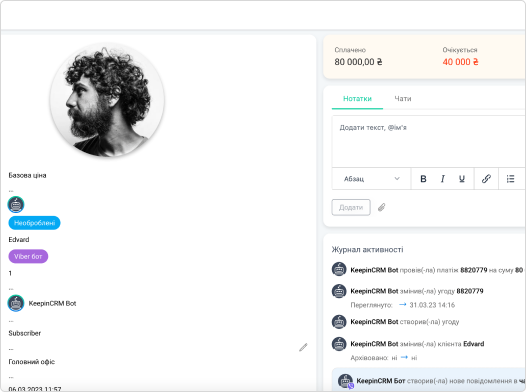 Базова ціна
...
Необроблені
Edvard
Viber бот
1
...
KeepinCRM Bot
...
Subscriber
...
Головний офіс
...
06.03.2023 11:57
Сплачено
80 000,00 ₴
Очікується
40 000 ₴
Нотатки Чати
Додати текст, @ім'я
Абзац B I U
Додати
Журнал активності
KeepinCRM Bot провів(-ла) платіж 8820779 на суму 80
KeepinCRM Bot змінив(-ла) угоду 8820779
Переглянуто: → 31.03.23 14:16
KeepinCRM Bot створив(-ла) угоду
KeepinCRM Bot змінив(-ла) клієнта Edvard
Архівовано: ні → ні
KeepinCRM Бот створив(-ла) нове повідомлення в